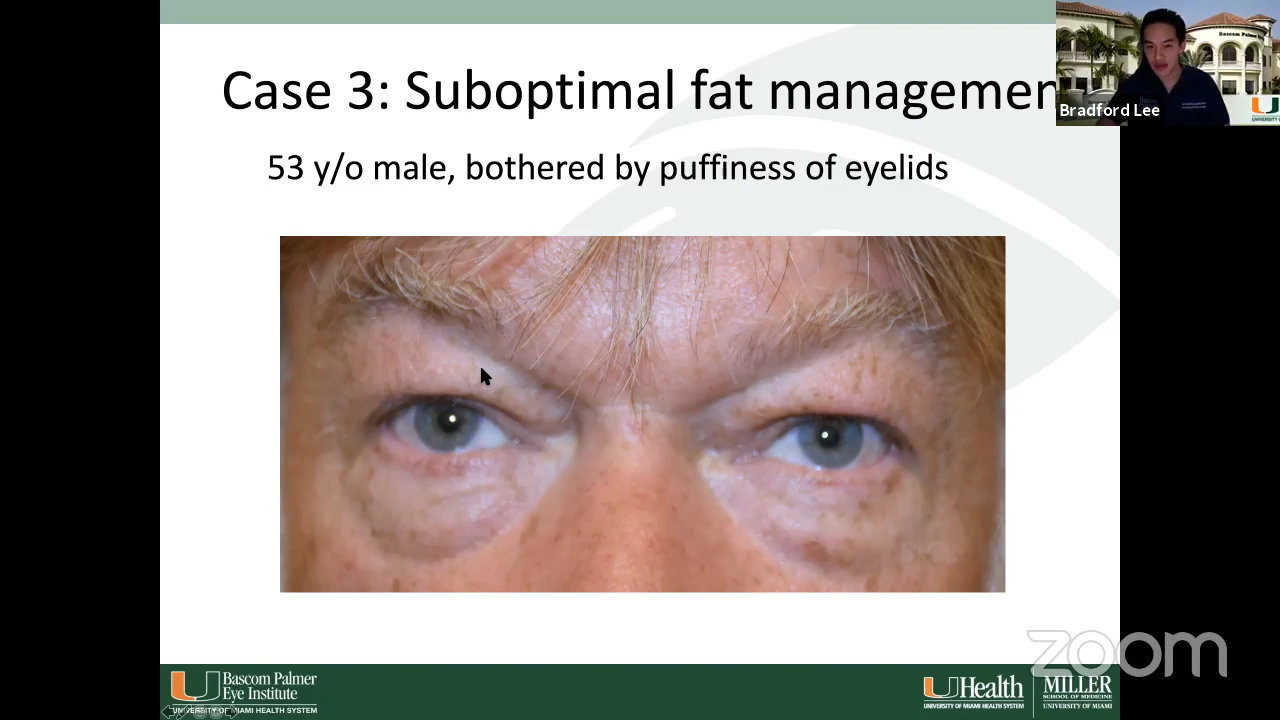 Case 3: Suboptimal fat managemen
Bradford Lee
53 y/o male, bothered by puffiness of eyelids
zoom
Bascom Palmer
Eye Institute
UNIVERSITY OF MIAMI HEALTH SYSTEM
UHealth
UNIVERSITY OF MIAMI HEALTH SYSTEM
MILLER
SCHOOL OF MEDICINE
UNIVERSITY OF MIAMI